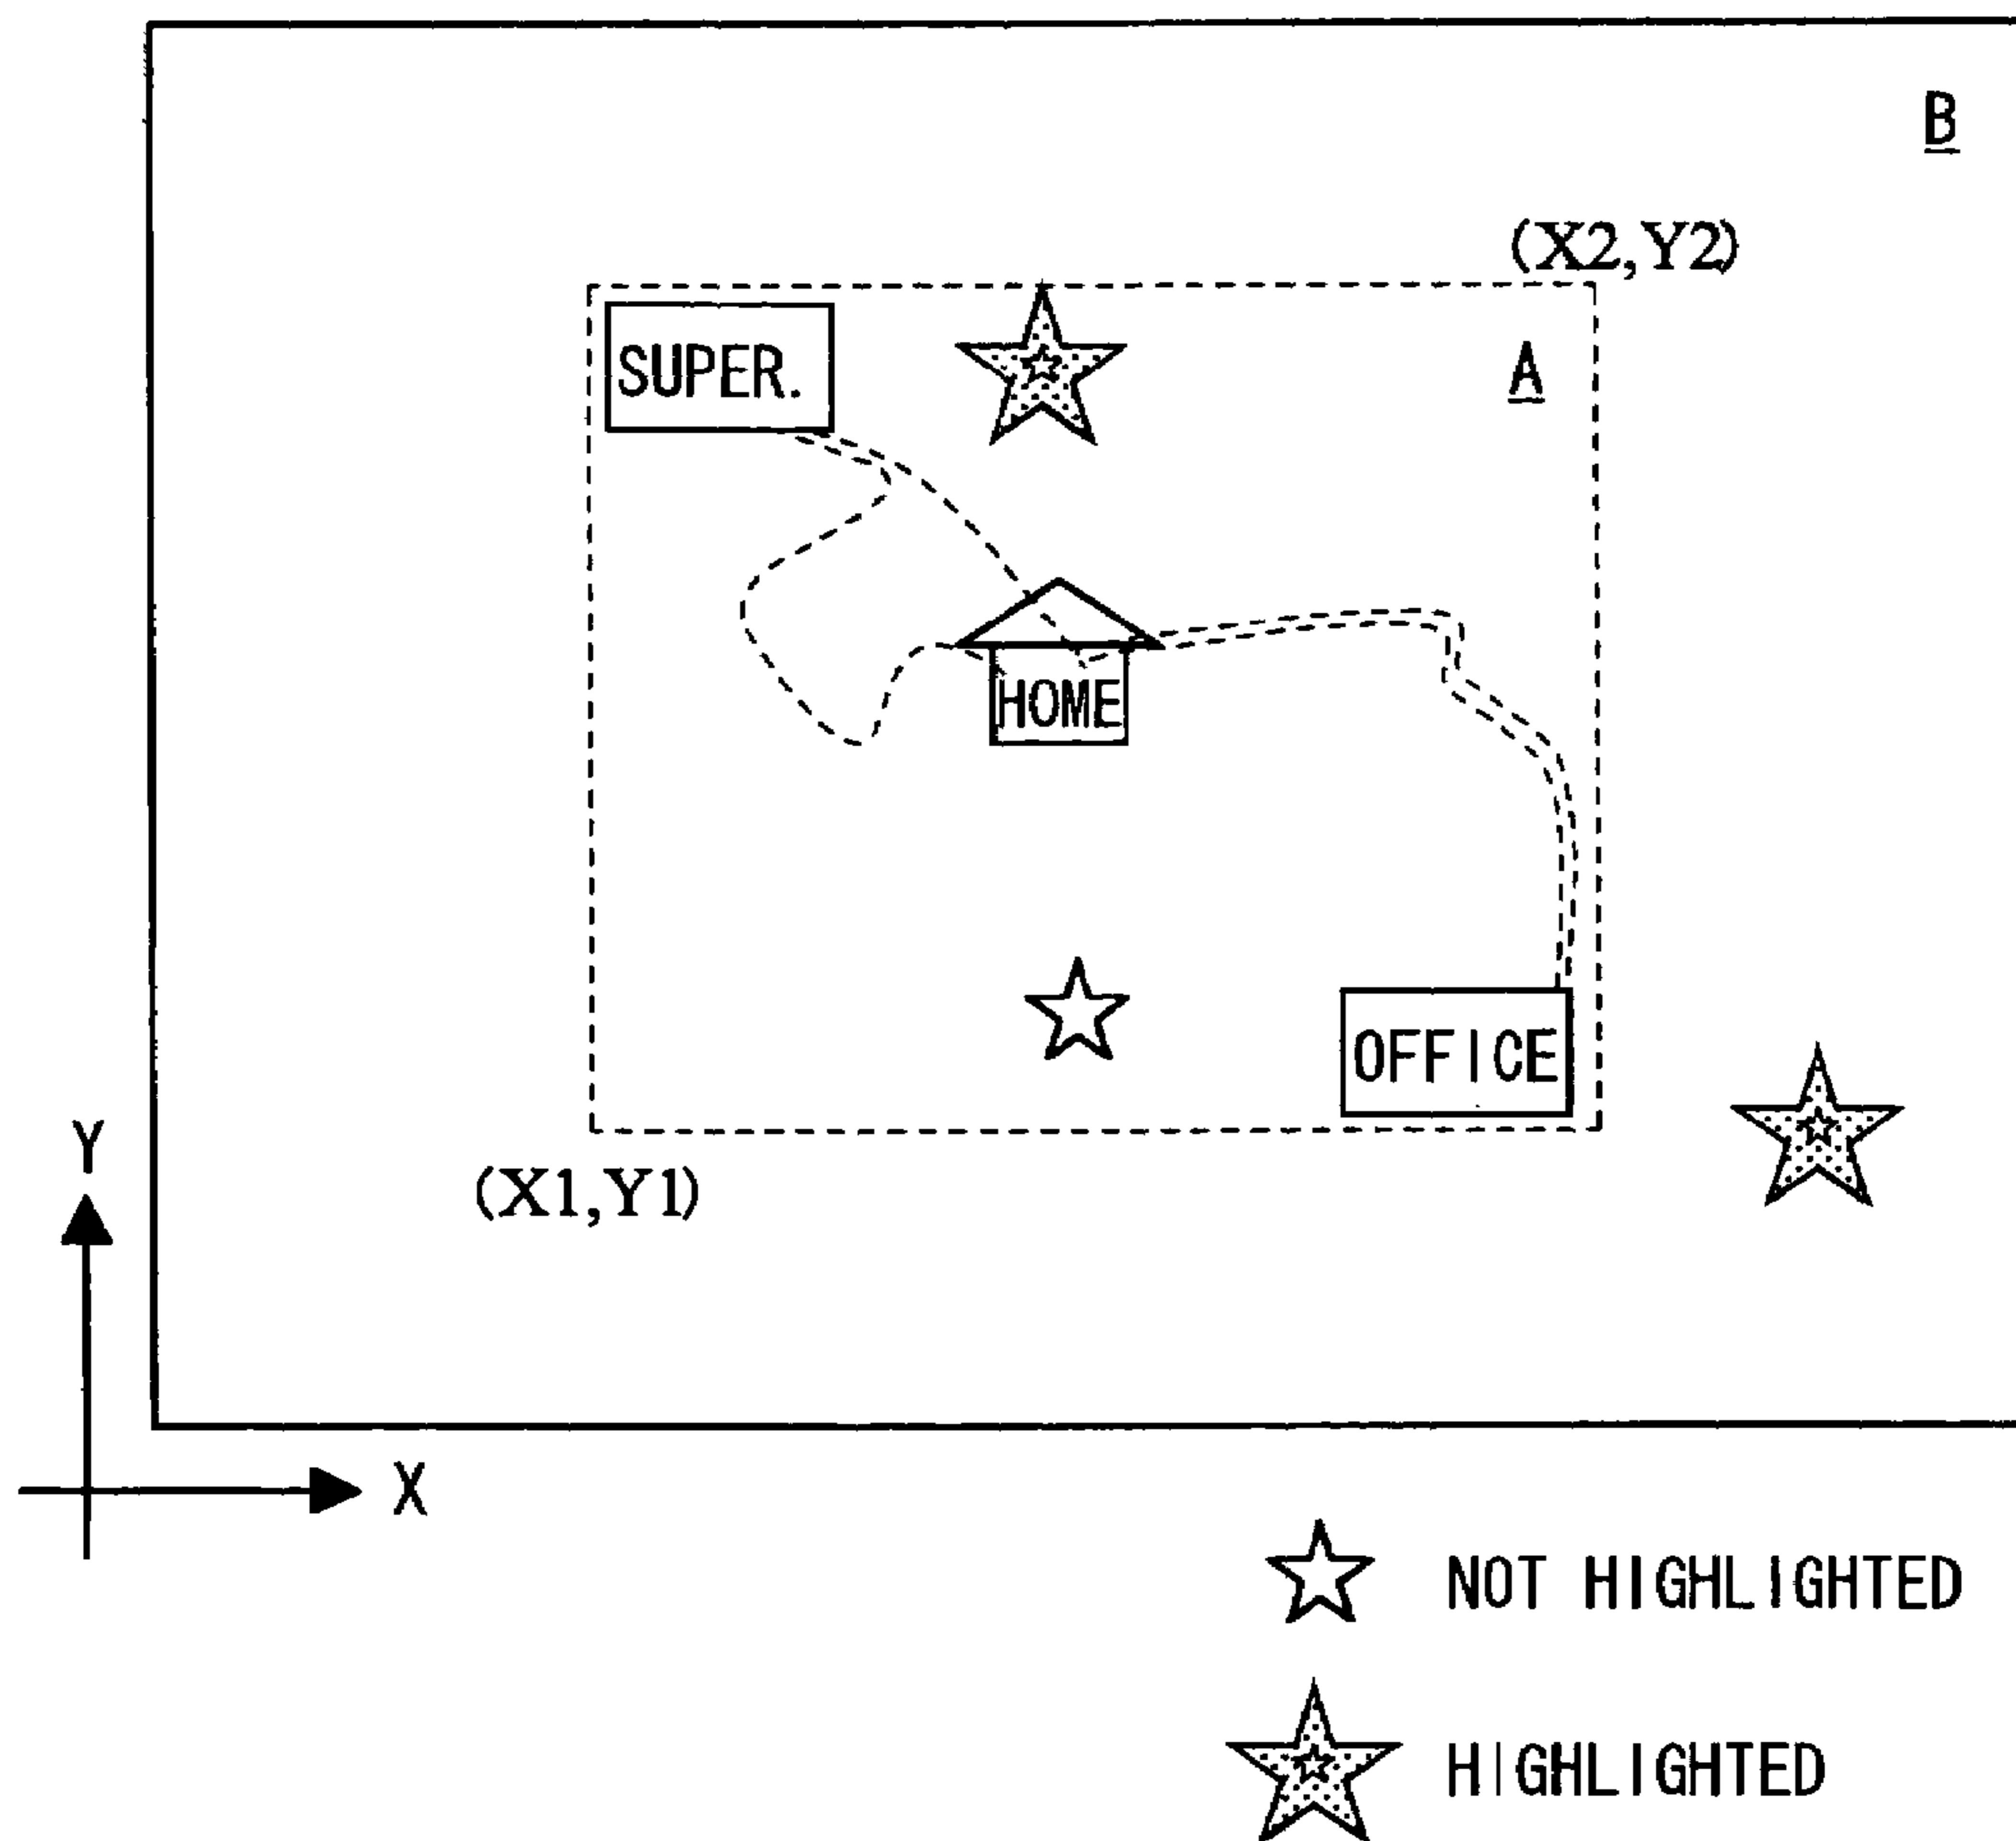 B
(X2,Y2)
SUPER.
A
HOME
OFFICE
Y
(X1,Y1)
X
NOT HIGHLIGHTED
HIGHLIGHTED